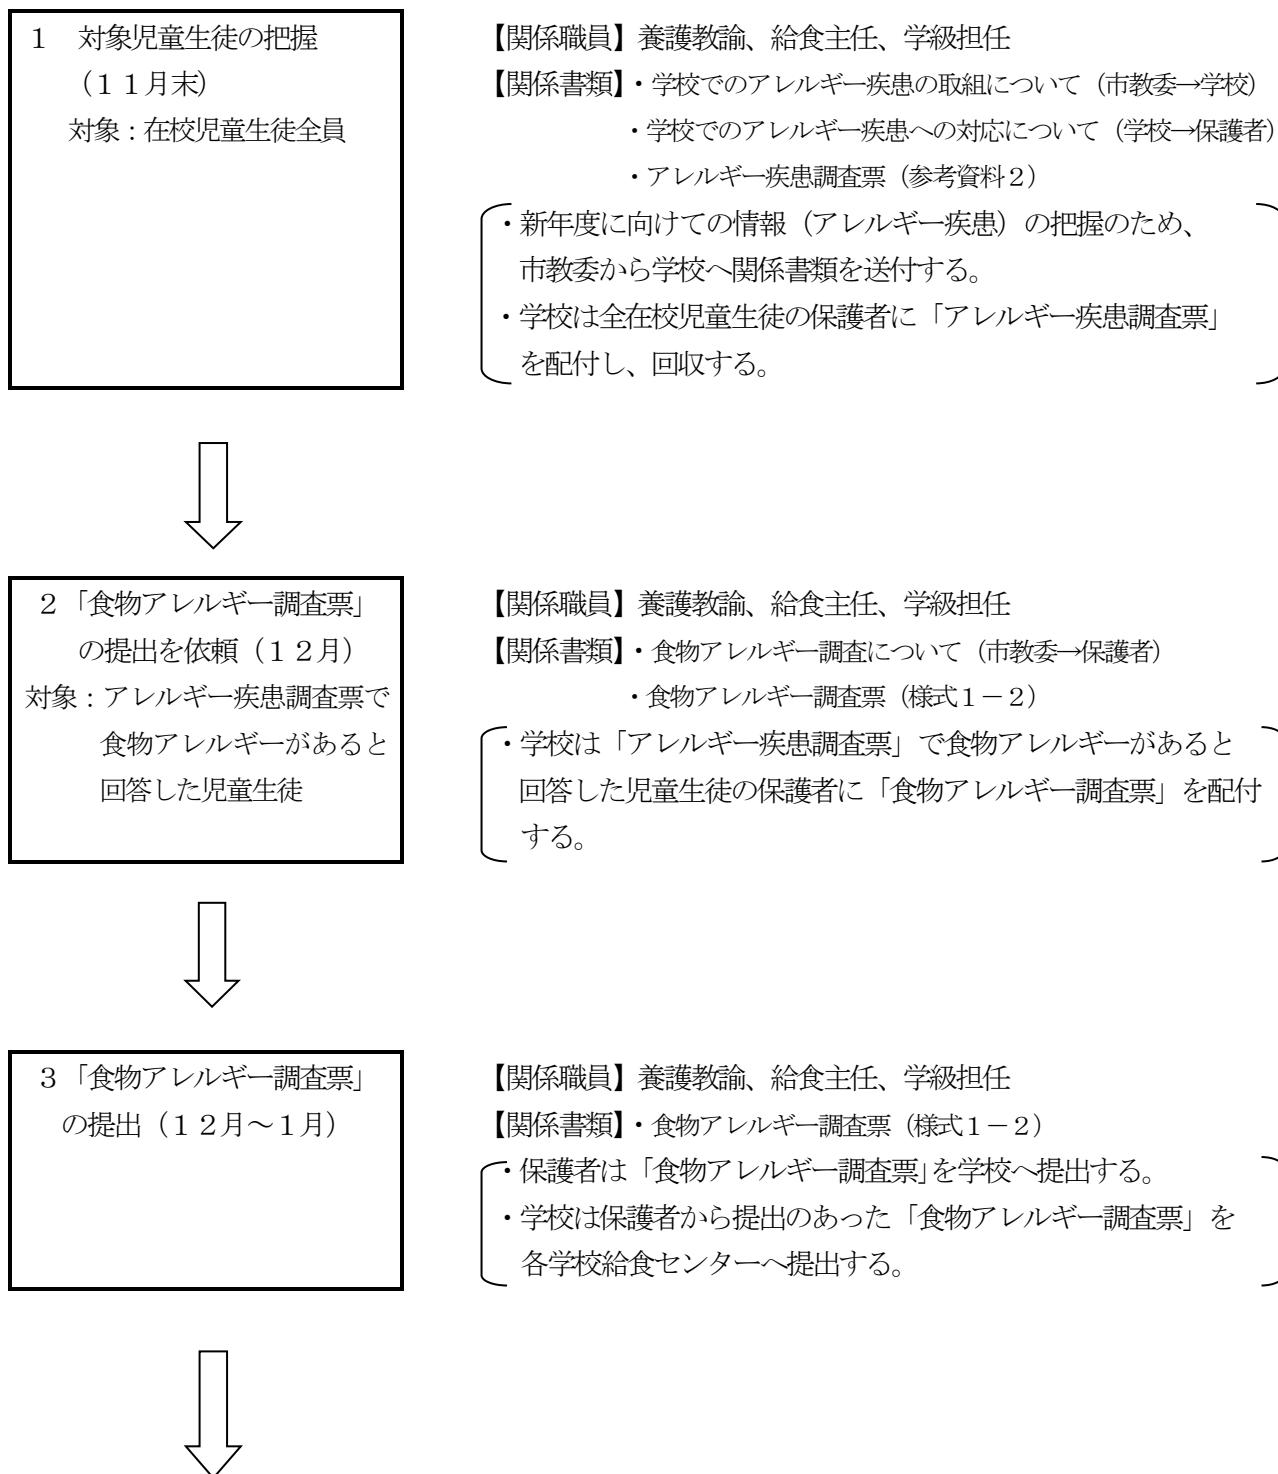 １　対象児童生徒の把握
（１１月末）
対象：在校児童生徒全員
【関係職員】養護教諭、給食主任、学級担任
【関係書類】・学校でのアレルギー疾患の取組について（市教委→学校）
・学校でのアレルギー疾患への対応について（学校→保護者）
・アレルギー疾患調査票（参考資料２）
・新年度に向けての情報（アレルギー疾患）の把握のため、
市教委から学校へ関係書類を送付する。
・学校は全在校児童生徒の保護者に「アレルギー疾患調査票」
を配付し、回収する。
２「食物アレルギー調査票」
の提出を依頼（１２月）
対象：アレルギー疾患調査票で
食物アレルギーがあると
回答した児童生徒
【関係職員】養護教諭、給食主任、学級担任
【関係書類】・食物アレルギー調査について（市教委→保護者）
・食物アレルギー調査票（様式１－２）
・学校は「アレルギー疾患調査票」で食物アレルギーがあると
回答した児童生徒の保護者に「食物アレルギー調査票」を配付
する。
３「食物アレルギー調査票」
の提出（１２月～１月）
【関係職員】養護教諭、給食主任、学級担任
【関係書類】・食物アレルギー調査票（様式１－２）
・保護者は「食物アレルギー調査票」を学校へ提出する。
・学校は保護者から提出のあった「食物アレルギー調査票」を
各学校給食センターへ提出する。